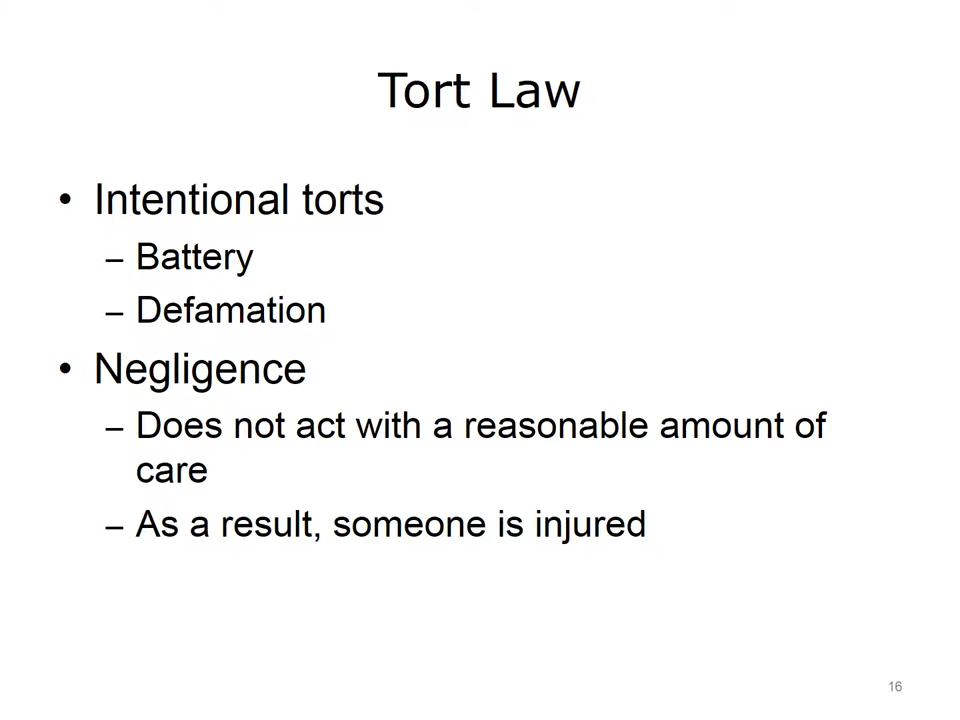 Tort Law
• Intentional torts
– Battery
– Defamation
• Negligence
– Does not act with a reasonable amount of
care
– As a result, someone is injured
16